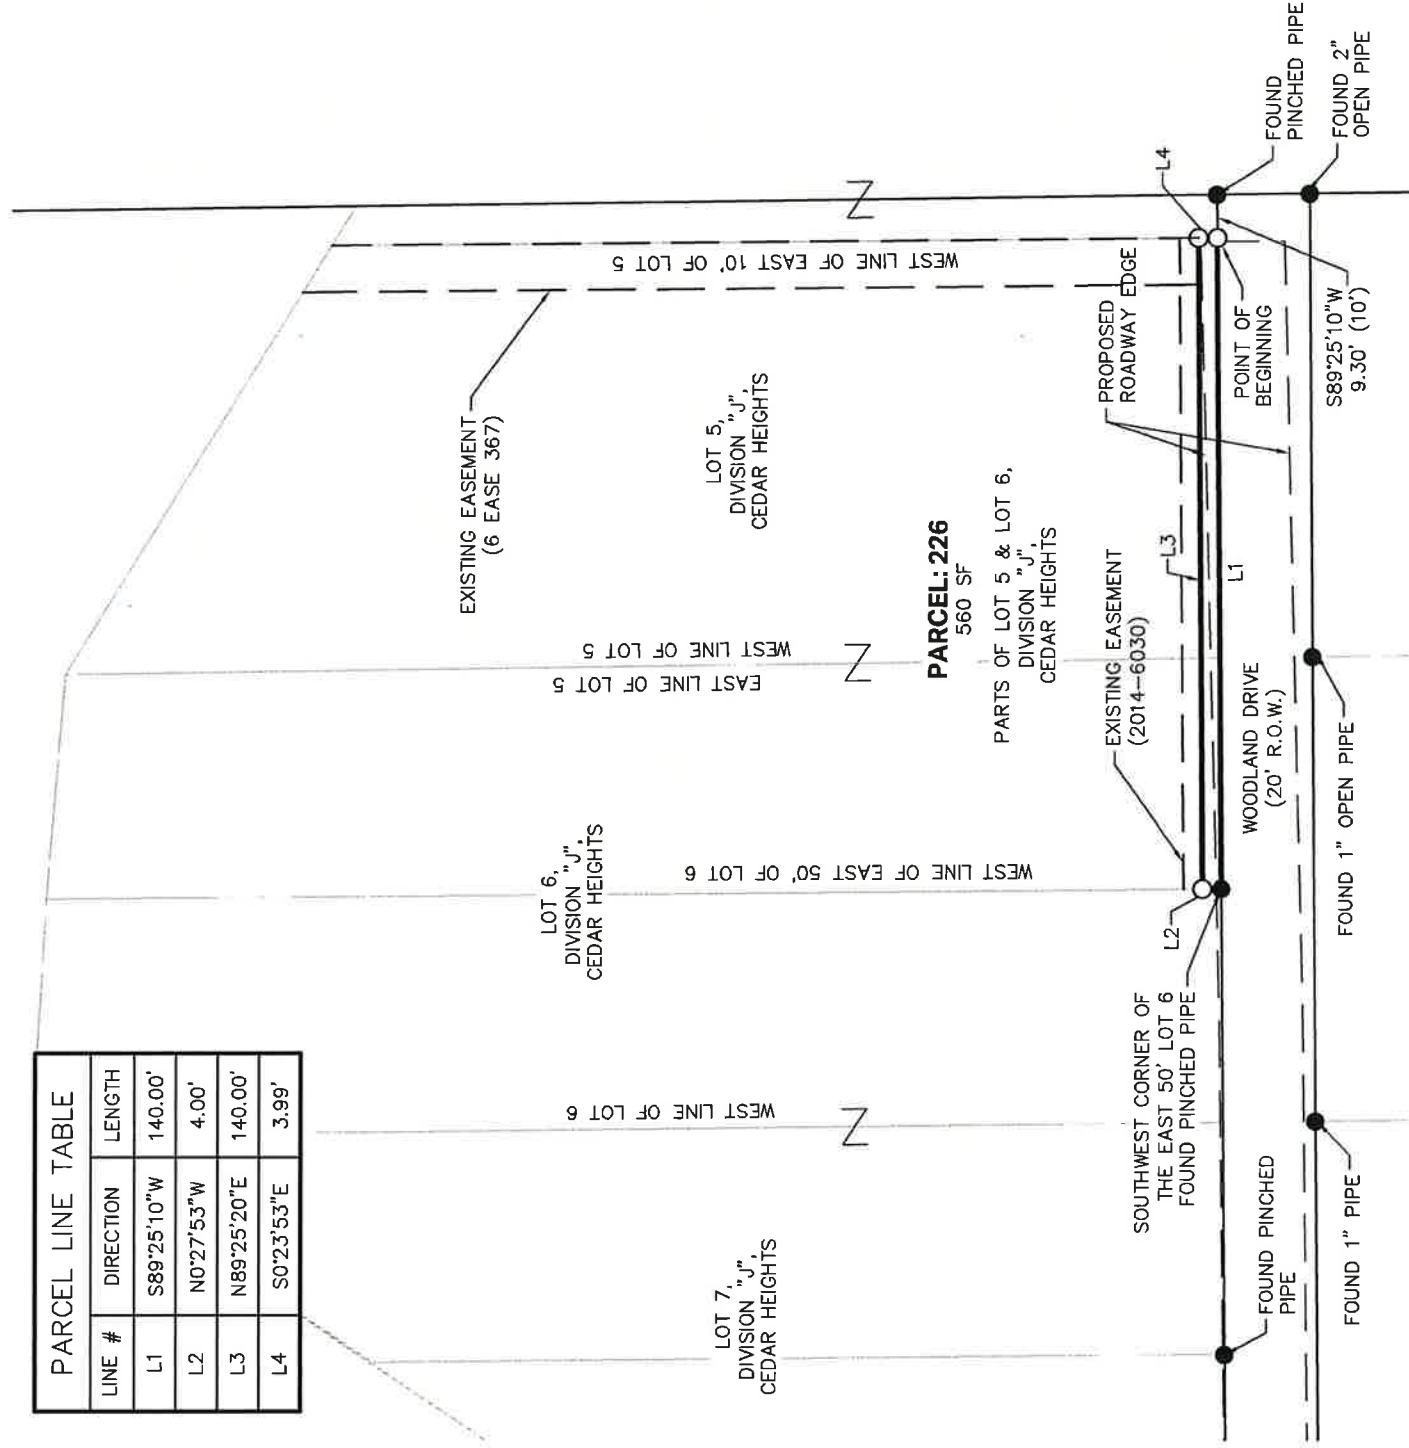 PARCEL LINE TABLE
LINE # DIRECTION LENGTH
L1 S89°25'10"W 140.00'
L2 N0°27'53"W 4.00'
L3 N89°25'20"E 140.00'
L4 S0°23'53"E 3.99'
EXISTING EASEMENT
(6 EASE 367)
LOT 6,
DIVISION "J",
CEDAR HEIGHTS
LOT 5,
DIVISION "J",
CEDAR HEIGHTS
LOT 7,
DIVISION "J",
CEDAR HEIGHTS
WEST LINE OF LOT 6
WEST LINE OF EAST 50' OF LOT 6
EAST LINE OF LOT 5
WEST LINE OF LOT 5
WEST LINE OF EAST 10' OF LOT 5
PARCEL: 226
560 SF
PARTS OF LOT 5 & LOT 6,
DIVISION "J",
CEDAR HEIGHTS
EXISTING EASEMENT
(2014-6030)
PROPOSED
ROADWAY EDGE
L2
L3
L4
L1
SOUTHWEST CORNER OF
THE EAST 50' LOT 6
FOUND PINCHED PIPE
WOODLAND DRIVE
(20' R.O.W.)
POINT OF
BEGINNING
FOUND
PINCHED PIPE
FOUND PINCHED
PIPE
S89°25'10"W
9.30' (10')
FOUND 2"
OPEN PIPE
FOUND 1" PIPE
FOUND 1" OPEN PIPE